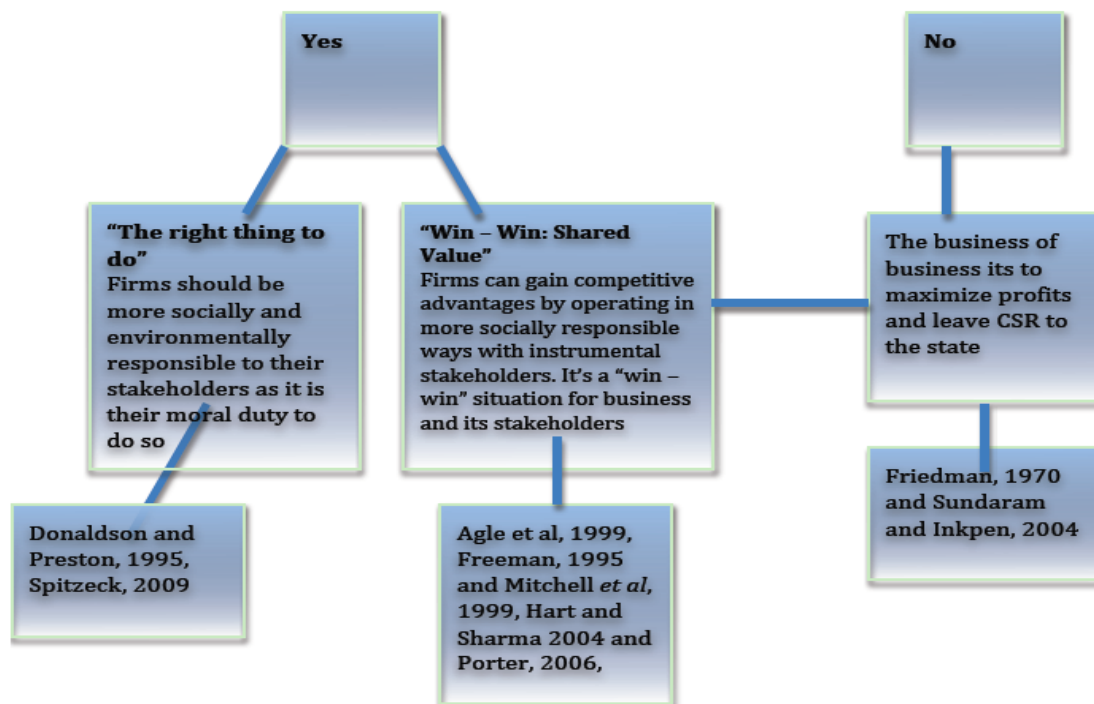 Yes
No
“The right thing to
do”
Firms should be
more socially and
environmentally
responsible to their
stakeholders as it is
their moral duty to
do so
“Win – Win: Shared
Value”
Firms can gain competitive
advantages by operating in
more socially responsible
ways with instrumental
stakeholders. It’s a “win –
win” situation for business
and its stakeholders
The business of
business its to
maximize profits
and leave CSR to
the state
Donaldson and
Preston, 1995,
Spitzeck, 2009
Agle et al, 1999,
Freeman, 1995
and Mitchell et al,
1999, Hart and
Sharma 2004 and
Porter, 2006,
Friedman, 1970
and Sundaram
and Inkpen, 2004